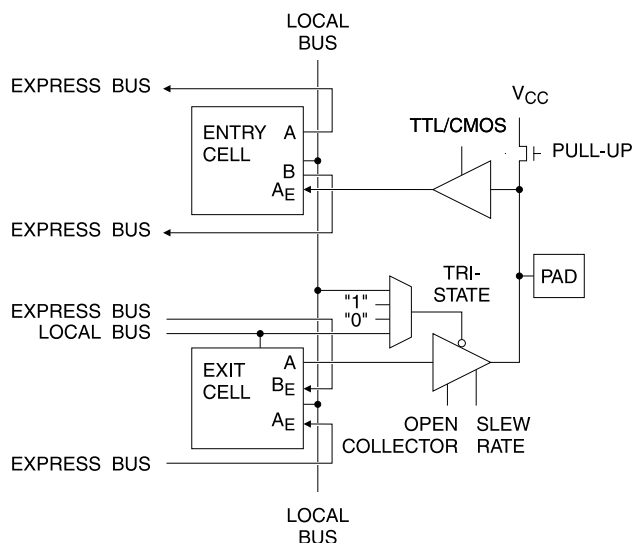 LOCAL
BUS
EXPRESS BUS
VCC
ENTRY
CELL
A
TTL/CMOS
PULL-UP
B
AE
EXPRESS BUS
PAD
TRI-
STATE
"1"
"0"
EXPRESS BUS
LOCAL BUS
EXIT
CELL
A
BE
AE
OPEN
COLLECTOR
SLEW
RATE
EXPRESS BUS
LOCAL
BUS